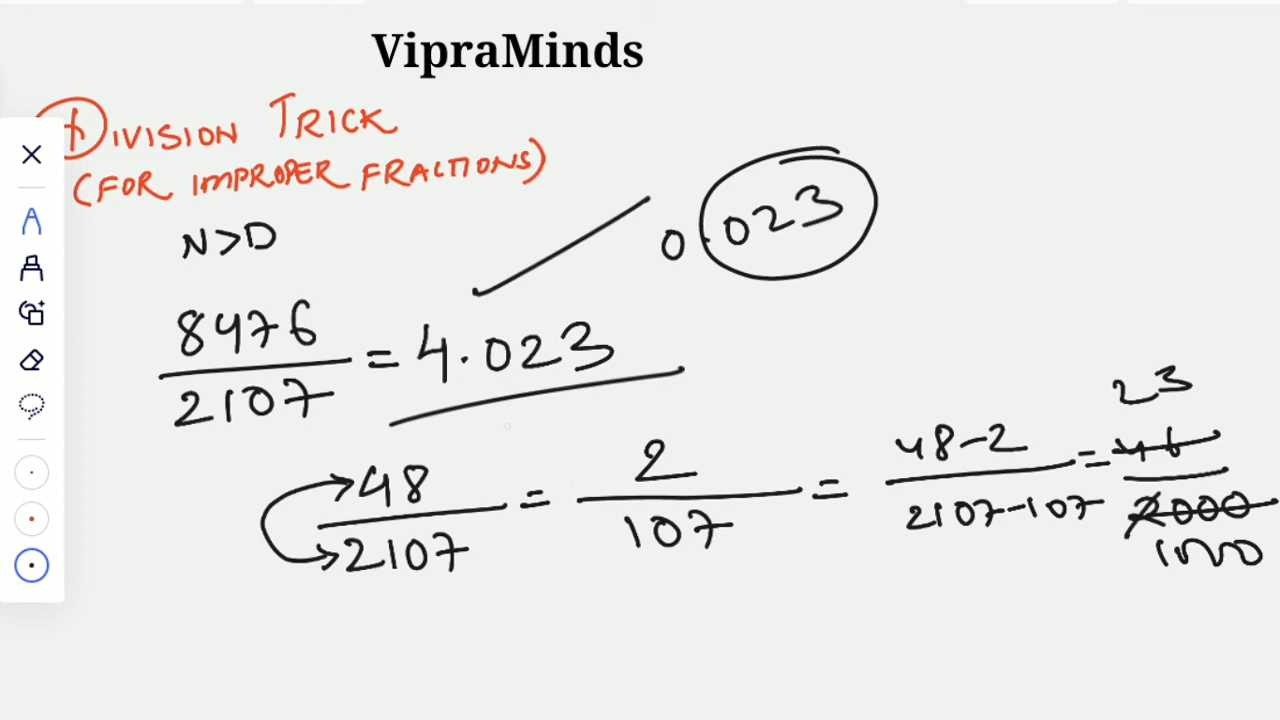 VipraMinds
DIVISION TRICK
(FOR IMPROPER FRACTIONS)
N>D
0.023
8476/2107 = 4.023
48/2107 = 2/107 = 48-2/2107-107 = 46/2000
23
1000